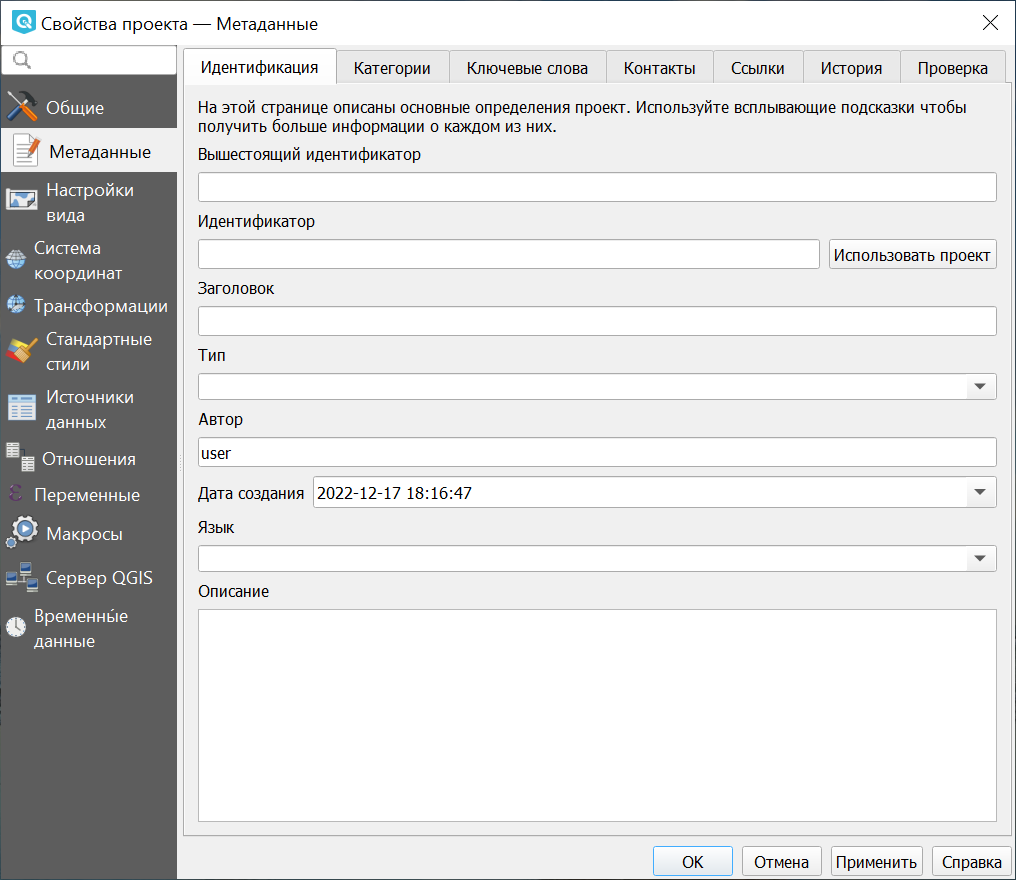 Свойства проекта — Метаданные
Общие
Метаданные
Настройки
вида
Система
координат
Трансформации
Стандартные
стили
Источники
данных
Отношения
Переменные
Макросы
Сервер QGIS
Временны́е
данные
Идентификация
Категории
Ключевые слова
Контакты
Ссылки
История
Проверка
На этой странице описаны основные определения проект. Используйте всплывающие подсказки чтобы
получить больше информации о каждом из них.
Вышестоящий идентификатор
Идентификатор
Использовать проект
Заголовок
Тип
Автор
user
Дата создания
2022-12-17 18:16:47
Язык
Описание
OK
Отмена
Применить
Справка